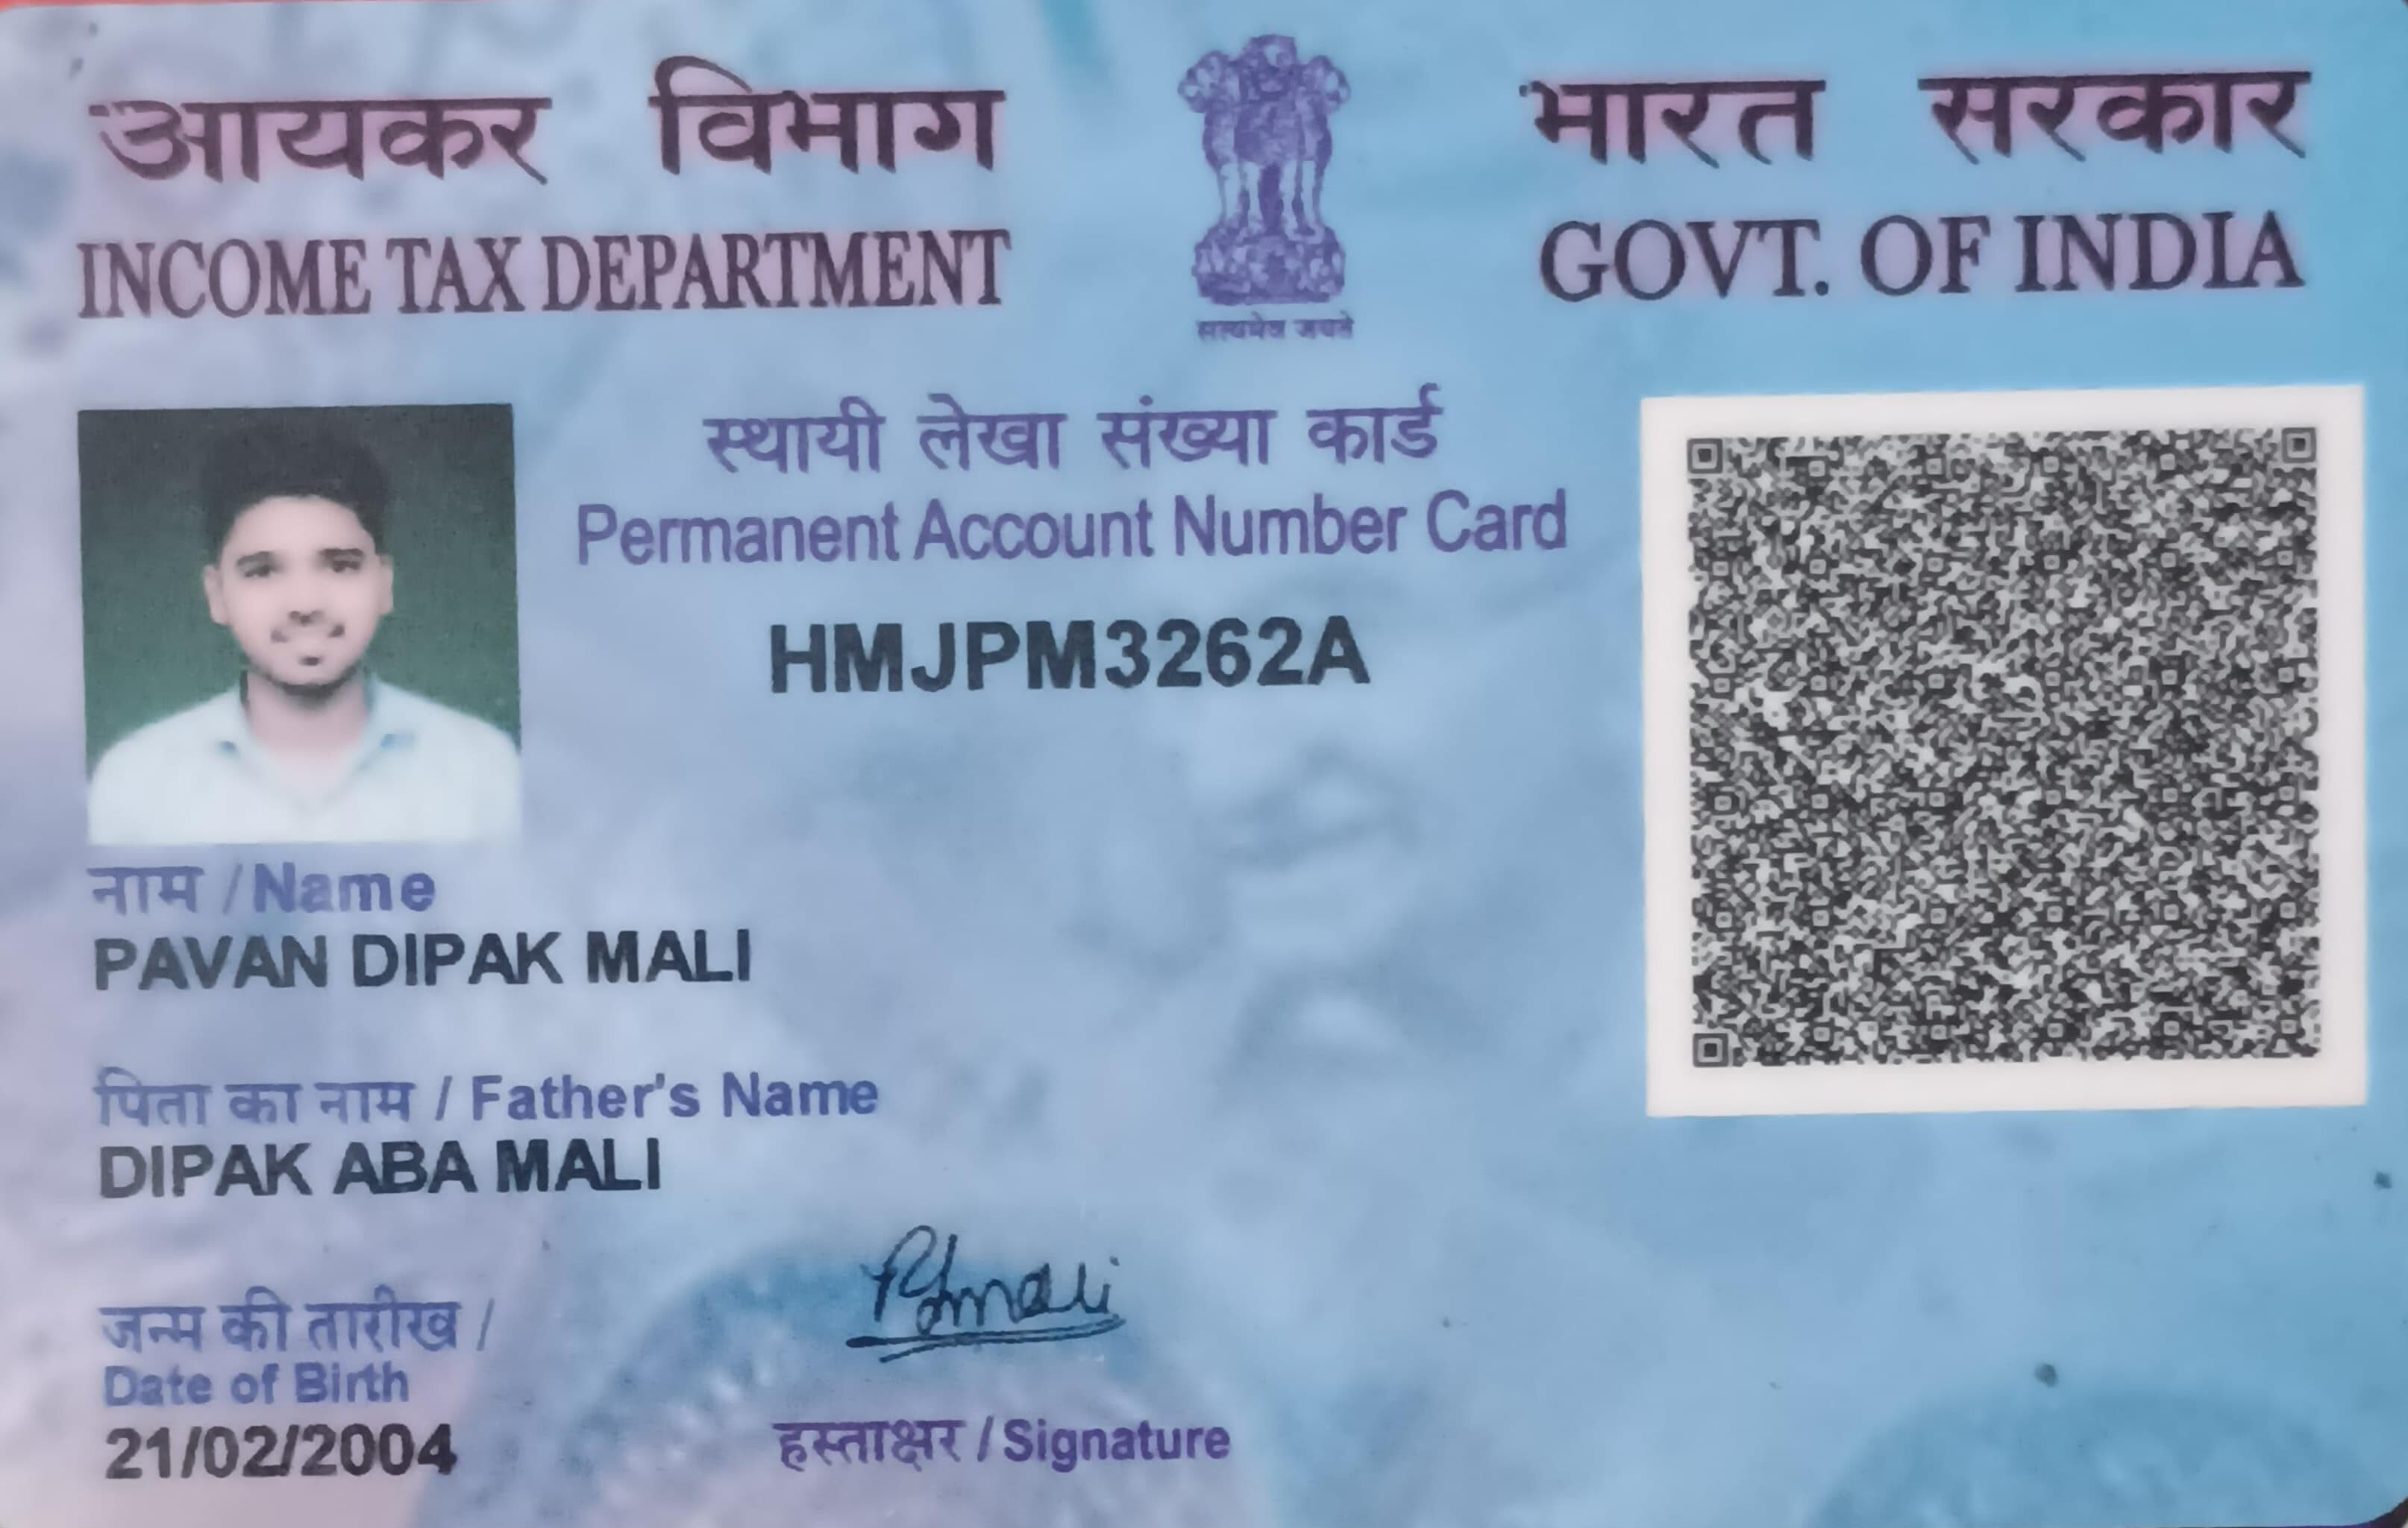 आयकर विभाग
INCOME TAX DEPARTMENT
सत्यमेव जयते
भारत सरकार
GOVT. OF INDIA
स्थायी लेखा संख्या कार्ड
Permanent Account Number Card
HMJPM3262A
नाम / Name
PAVAN DIPAK MALI
पिता का नाम / Father's Name
DIPAK ABA MALI
जन्म की तारीख /
Date of Birth
21/02/2004
PDmali
हस्ताक्षर / Signature